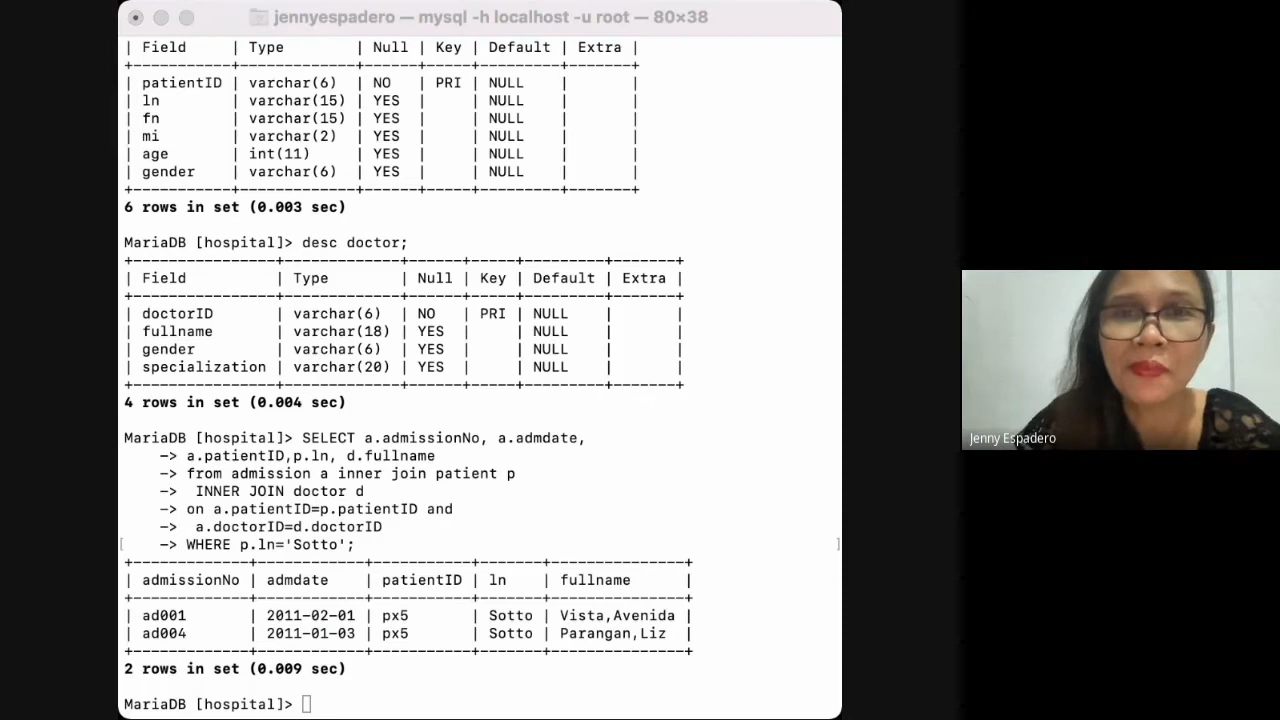 jennyespadero — mysql -h localhost -u root — 80×38
| Field      | Type        | Null | Key | Default | Extra |
+------------+-------------+------+-----+---------+-------+
| patientID  | varchar(6)  | NO   | PRI | NULL    |       |
| ln         | varchar(15) | YES  |     | NULL    |       |
| fn         | varchar(15) | YES  |     | NULL    |       |
| mi         | varchar(2)  | YES  |     | NULL    |       |
| age        | int(11)     | YES  |     | NULL    |       |
| gender     | varchar(6)  | YES  |     | NULL    |       |
+------------+-------------+------+-----+---------+-------+
6 rows in set (0.003 sec)
MariaDB [hospital]> desc doctor;
+----------------+-------------+------+-----+---------+-------+
| Field          | Type        | Null | Key | Default | Extra |
+----------------+-------------+------+-----+---------+-------+
| doctorID       | varchar(6)  | NO   | PRI | NULL    |       |
| fullname       | varchar(18) | YES  |     | NULL    |       |
| gender         | varchar(6)  | YES  |     | NULL    |       |
| specialization | varchar(20) | YES  |     | NULL    |       |
+----------------+-------------+------+-----+---------+-------+
4 rows in set (0.004 sec)
MariaDB [hospital]> SELECT a.admissionNo, a.admdate,
    -> a.patientID,p.ln, d.fullname
    -> from admission a inner join patient p
    ->  INNER JOIN doctor d
    -> on a.patientID=p.patientID and
    ->  a.doctorID=d.doctorID
[    -> WHERE p.ln='Sotto'; ]
+-------------+------------+-----------+-------+---------------+
| admissionNo | admdate    | patientID | ln    | fullname      |
+-------------+------------+-----------+-------+---------------+
| ad001       | 2011-02-01 | px5       | Sotto | Vista,Avenida |
| ad004       | 2011-01-03 | px5       | Sotto | Parangan,Liz  |
+-------------+------------+-----------+-------+---------------+
2 rows in set (0.009 sec)
MariaDB [hospital]>
Jenny Espadero